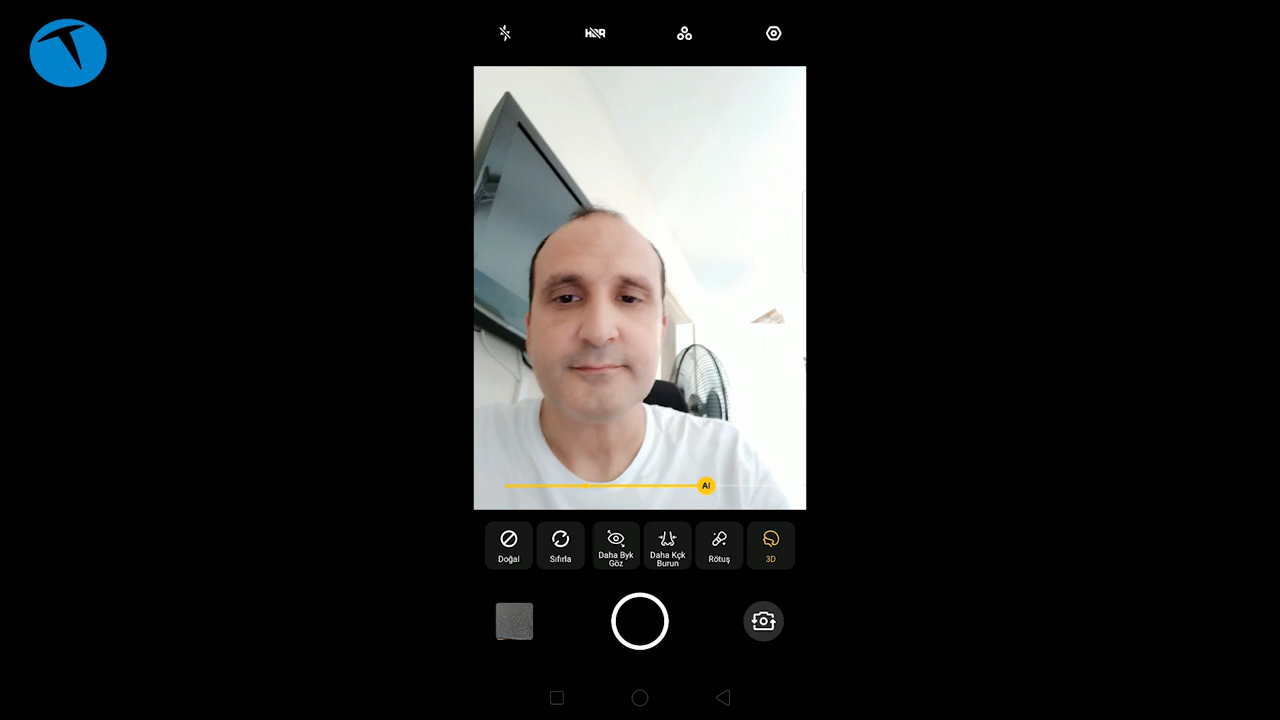 HDR
AI
Doğal
Sıfırla
Daha Byk
Göz
Daha Kçk
Burun
Rötuş
3D